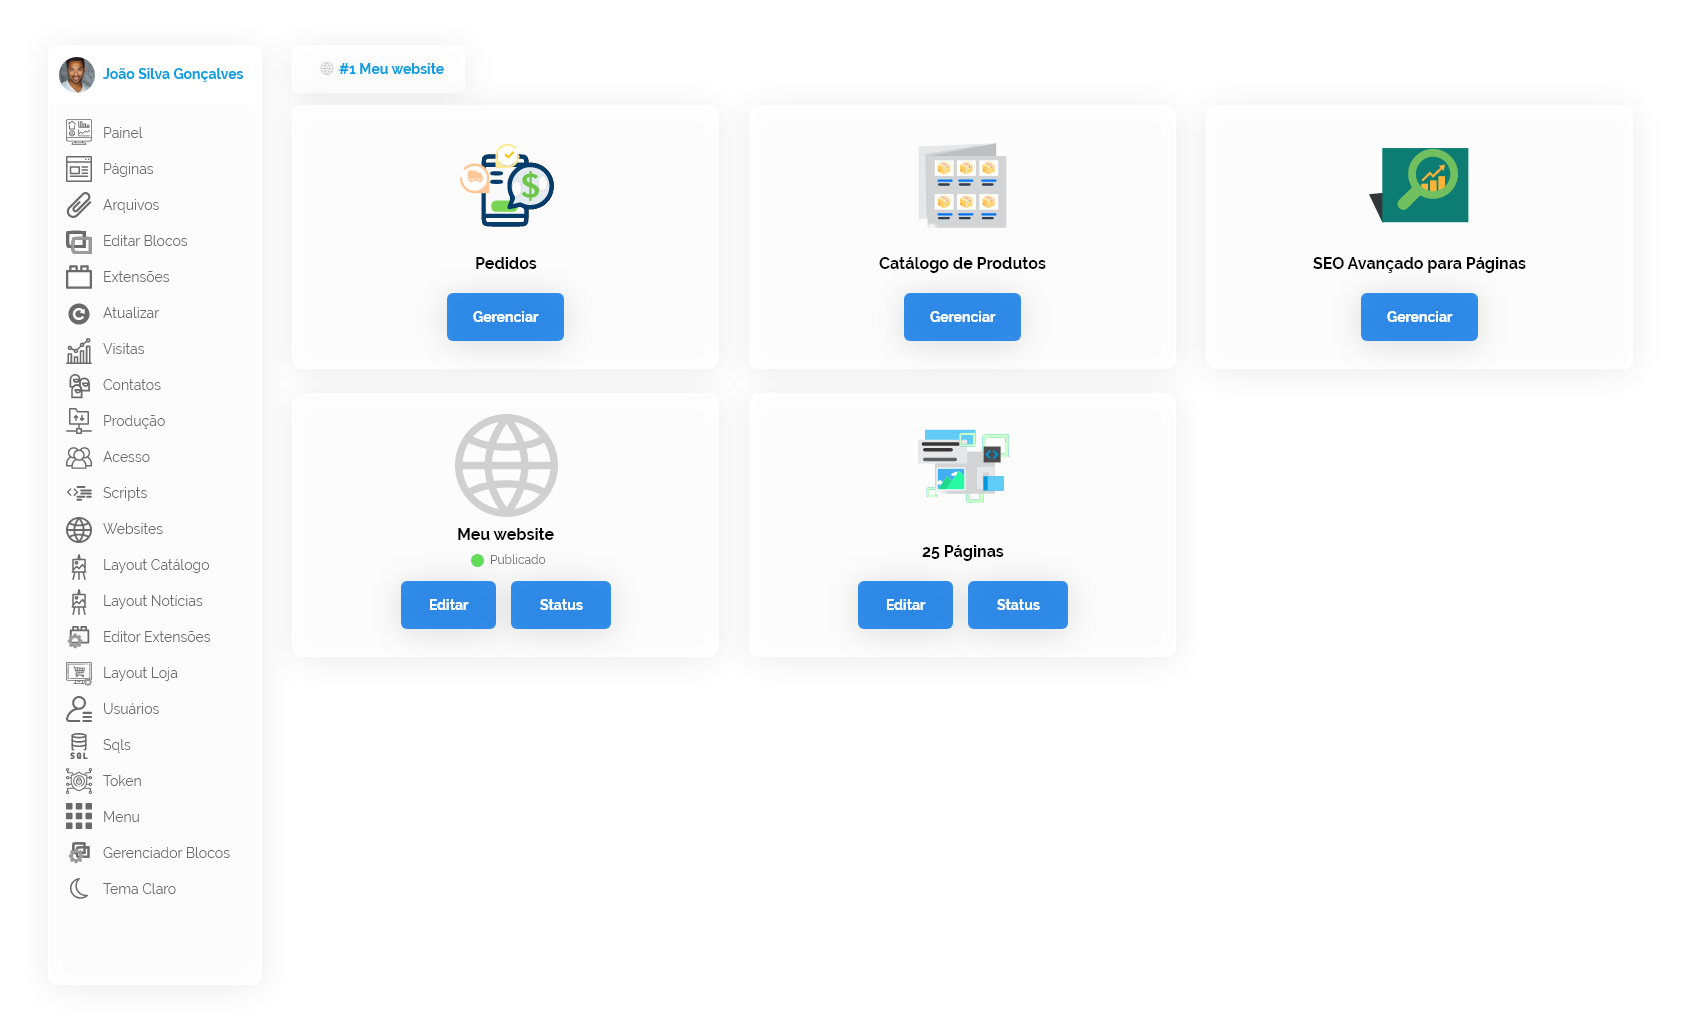 João Silva Gonçalves
Painel
Páginas
Arquivos
Editar Blocos
Extensões
Atualizar
Visitas
Contatos
Produção
Acesso
Scripts
Websites
Layout Catálogo
Layout Notícias
Editor Extensões
Layout Loja
Usuários
SQL
Sqls
Token
Menu
Gerenciador Blocos
Tema Claro
#1 Meu website
$
Pedidos
Gerenciar
Catálogo de Produtos
Gerenciar
SEO Avançado para Páginas
Gerenciar
Meu website
Publicado
Editar
Status
25 Páginas
Editar
Status